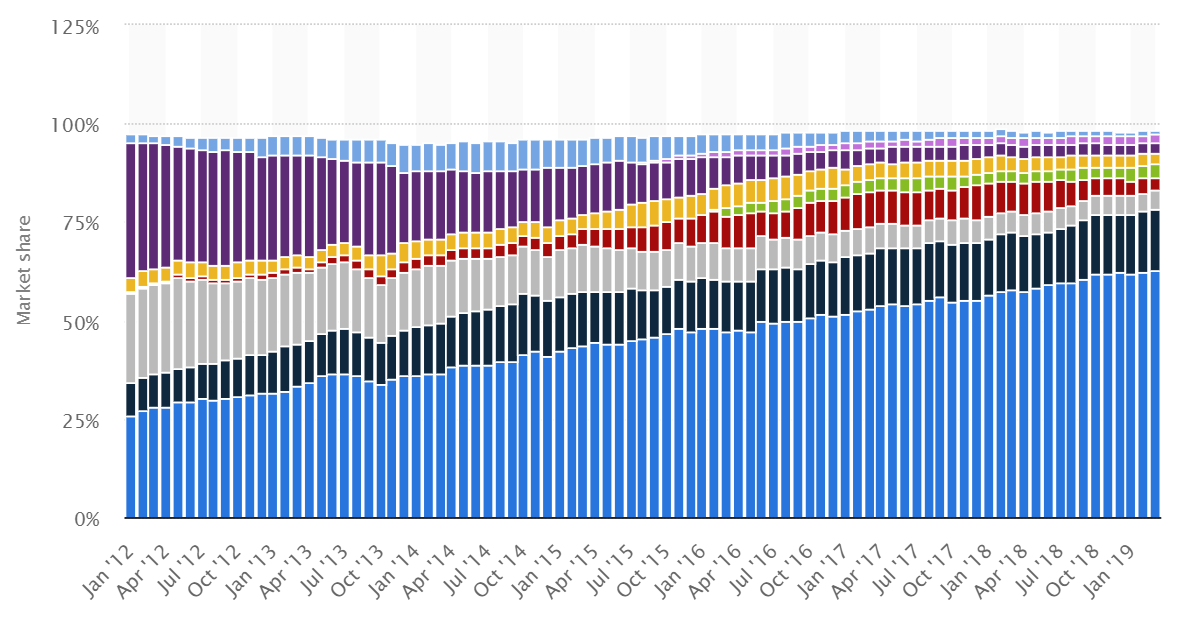 125%
100%
75%
50%
25%
0%
Market share
Jan '12
Apr '12
Jul '12
Oct '12
Jan '13
Apr '13
Jul '13
Oct '13
Jan '14
Apr '14
Jul '14
Oct '14
Jan '15
Apr '15
Jul '15
Oct '15
Jan '16
Apr '16
Jul '16
Oct '16
Jan '17
Apr '17
Jul '17
Oct '17
Jan '18
Apr '18
Jul '18
Oct '18
Jan '19